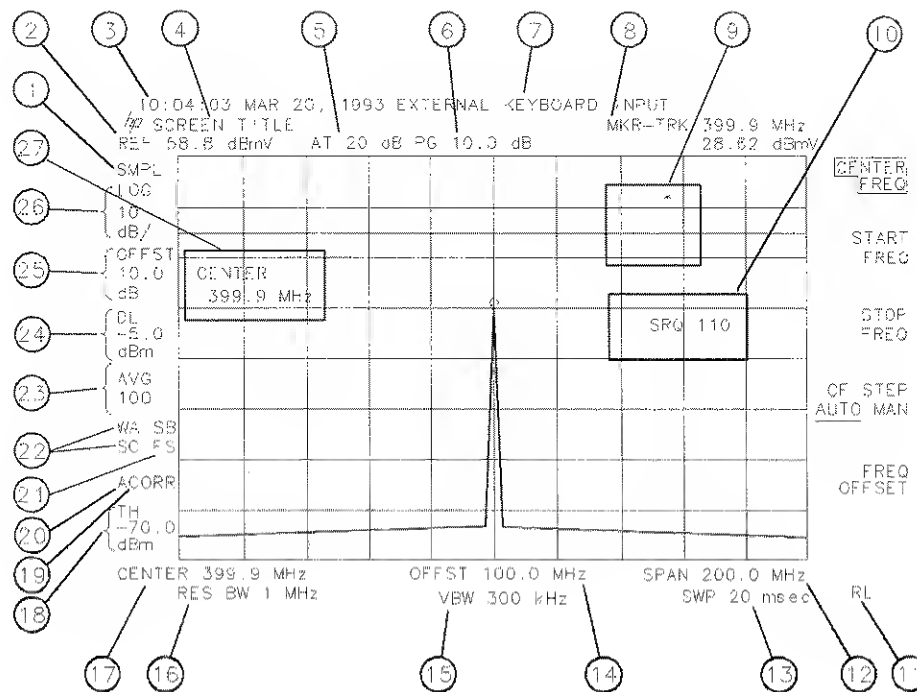 2 3 4 5 6 7 8 9 10
1
10:04:03 MAR 20, 1993 EXTERNAL KEYBOARD INPUT
hp SCREEN TITLE
MKR-TRK 399.9 MHz
REF 58.8 dBmV AT 20 dB PG 10.0 dB
28.62 dBmV
27
SMPL
LOG
10
dB/
26
CENTER
FREQ
OFFST
10.0
dB
25
CENTER
399.9 MHz
START
FREQ
DL
-5.0
dBm
24
SRQ 110
STOP
FREQ
AVG
100
23
CF STEP
AUTO MAN
WA SB
SC FS
22
21
ACORR
20
FREQ
OFFSET
TH
-70.0
dBm
19
18
CENTER 399.9 MHz OFFST 100.0 MHz SPAN 200.0 MHz
RES BW 1 MHz VBW 300 kHz SWP 20 msec
RL
17 16 15 14 13 12 11